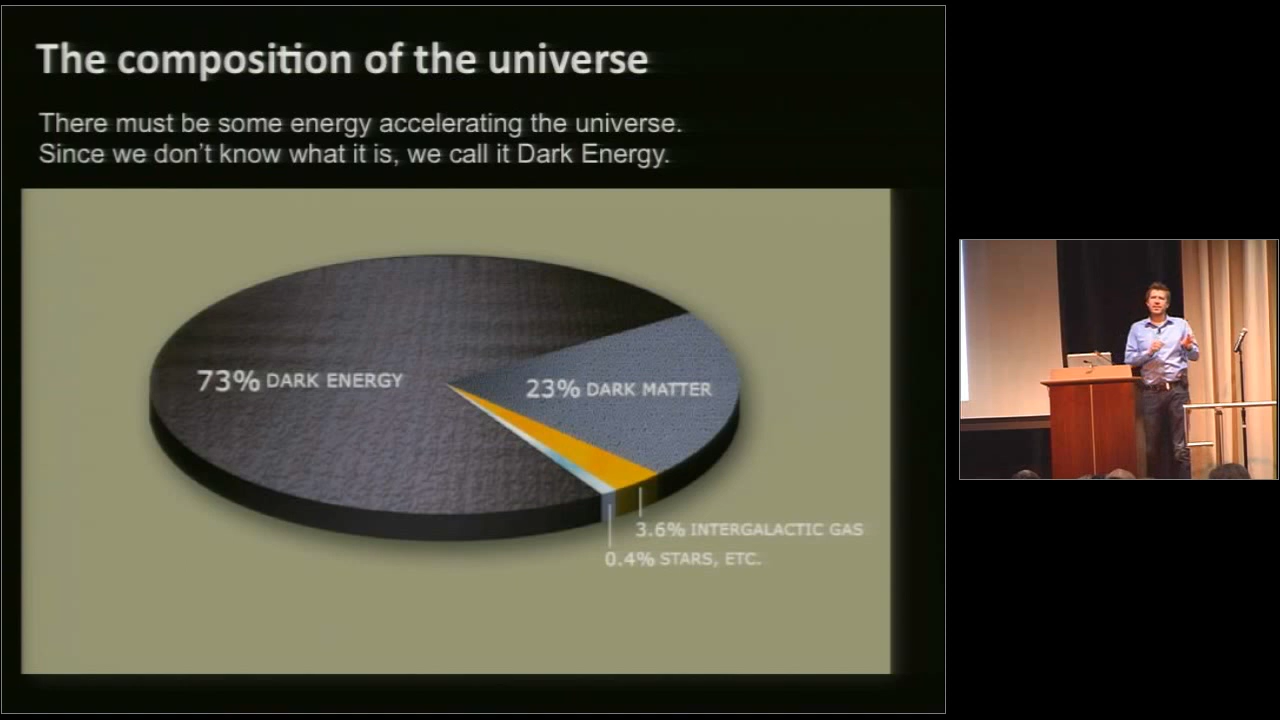 The composition of the universe
There must be some energy accelerating the universe.
Since we don't know what it is, we call it Dark Energy.
73% DARK ENERGY
23% DARK MATTER
3.6% INTERGALACTIC GAS
0.4% STARS, ETC.